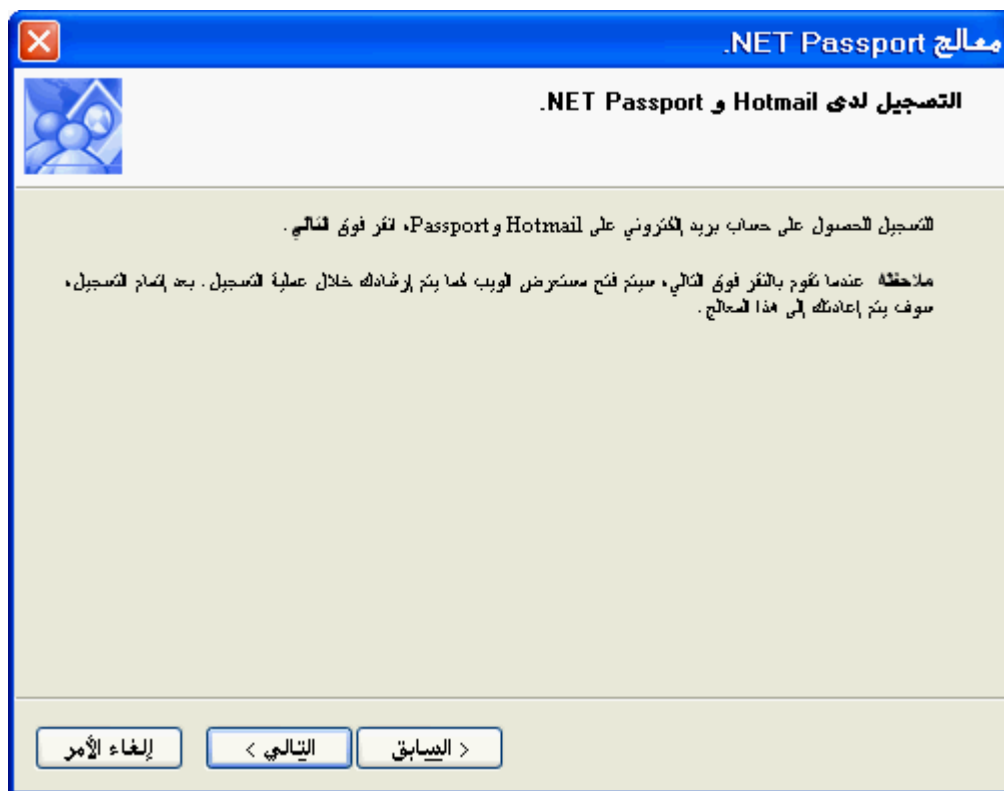 معالج NET Passport.
التسجيل لدى Hotmail و NET Passport.
للتسجيل للحصول على حساب بريد إلكتروني على Hotmail و Passport، انقر فوق التالي.
ملاحظة عندما تقوم بالنقر فوق التالي، سيتم فتح مستعرض الويب كما يتم إرشادك خلال عملية التسجيل. بعد إتمام التسجيل،
سوف يتم إعادتك إلى هذا المعالج.
< السابق
التالي >
إلغاء الأمر